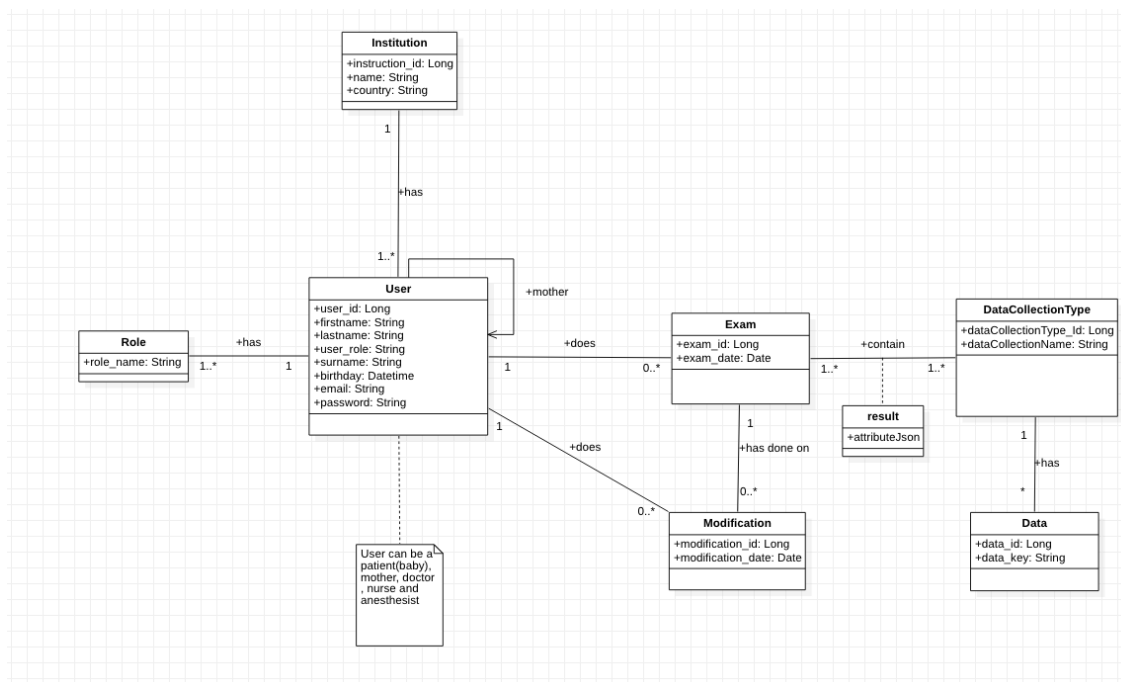 Institution
+instruction_id: Long
+name: String
+country: String
1
+has
1..*
+mother
User
+user_id: Long
+firstname: String
+lastname: String
+user_role: String
+surname: String
+birthday: Datetime
+email: String
+password: String
Role
+role_name: String
+has
1..*
1
+does
1
0..*
Exam
+exam_id: Long
+exam_date: Date
+contain
1..*
1..*
DataCollectionType
+dataCollectionType_Id: Long
+dataCollectionName: String
result
+attributeJson
1
+does
0..*
1
+has done on
0..*
1
+has
*
Modification
+modification_id: Long
+modification_date: Date
Data
+data_id: Long
+data_key: String
User can be a
patient(baby),
mother, doctor
, nurse and
anesthesist